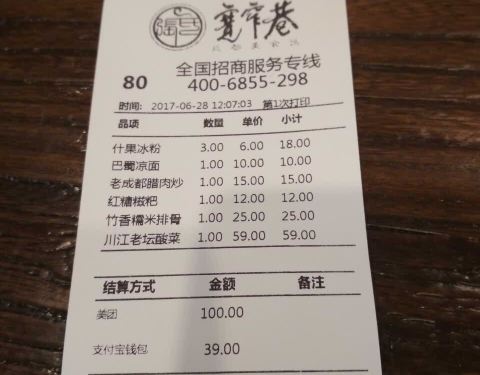 寬窄巷
全国招商服务专线
80 400-6855-298
时间: 2017-06-28 12:07:03 第1次打印
品项 数量 单价 小计
什果冰粉 3.00 6.00 18.00
巴蜀凉面 1.00 10.00 10.00
老成都腊肉炒 1.00 15.00 15.00
红糖糍粑 1.00 12.00 12.00
竹香糯米排骨 1.00 25.00 25.00
川江老坛酸菜 1.00 59.00 59.00
结算方式 金额 备注
美团 100.00
支付宝钱包 39.00